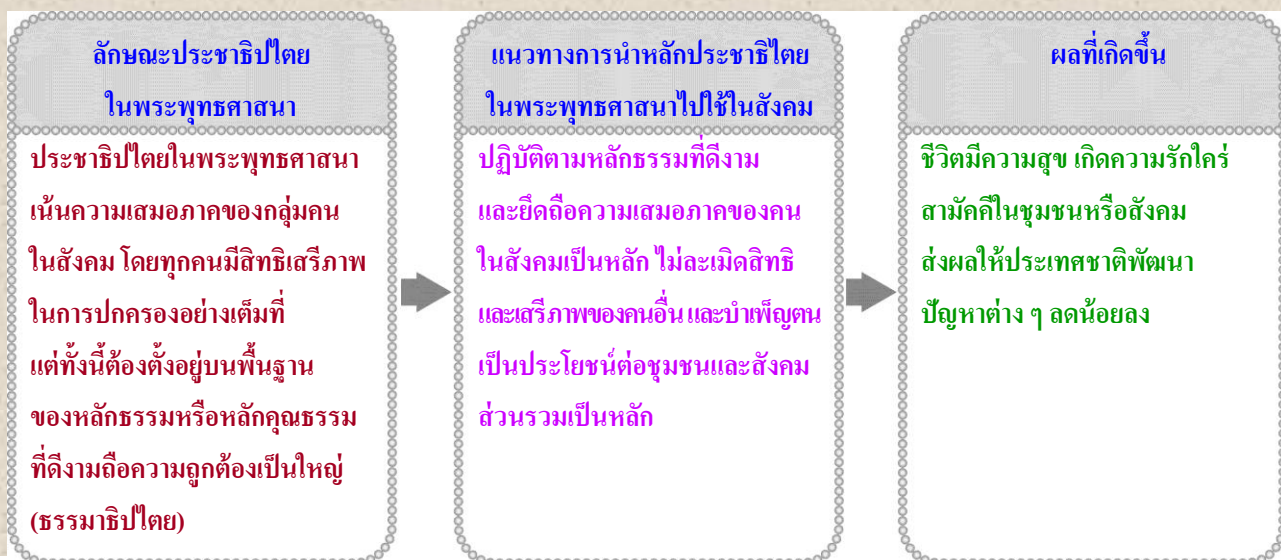 ลักษณะประชาธิปไตย
ในพระพุทธศาสนา
ประชาธิปไตยในพระพุทธศาสนา
เน้นความเสมอภาคของกลุ่มคน
ในสังคม โดยทุกคนมีสิทธิเสรีภาพ
ในการปกครองอย่างเต็มที่
แต่ทั้งนี้ต้องตั้งอยู่บนพื้นฐาน
ของหลักธรรมหรือหลักคุณธรรม
ที่ดีงามถือความถูกต้องเป็นใหญ่
(ธรรมาธิปไตย)
แนวทางการนำหลักประชาธิไตย
ในพระพุทธศาสนาไปใช้ในสังคม
ปฏิบัติตามหลักธรรมที่ดีงาม
และยึดถือความเสมอภาคของคน
ในสังคมเป็นหลัก ไม่ละเมิดสิทธิ
และเสรีภาพของคนอื่น และบำเพ็ญตน
เป็นประโยชน์ต่อชุมชนและสังคม
ส่วนรวมเป็นหลัก
ผลที่เกิดขึ้น
ชีวิตมีความสุข เกิดความรักใคร่
สามัคคีในชุมชนหรือสังคม
ส่งผลให้ประเทศชาติพัฒนา
ปัญหาต่าง ๆ ลดน้อยลง